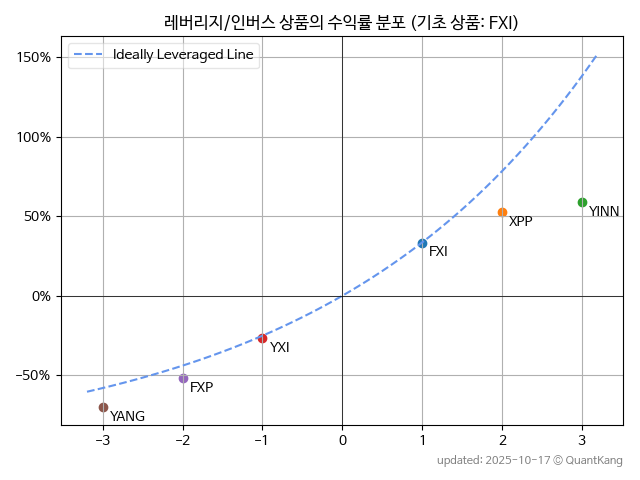 레버리지/인버스 상품의 수익률 분포 (기초 상품: FXI)
150%
Ideally Leveraged Line
100%
50%
XPP
YINN
FXI
0%
YXI
−50%
FXP
YANG
−3 −2 −1 0 1 2 3
updated: 2025-10-17 © QuantKang